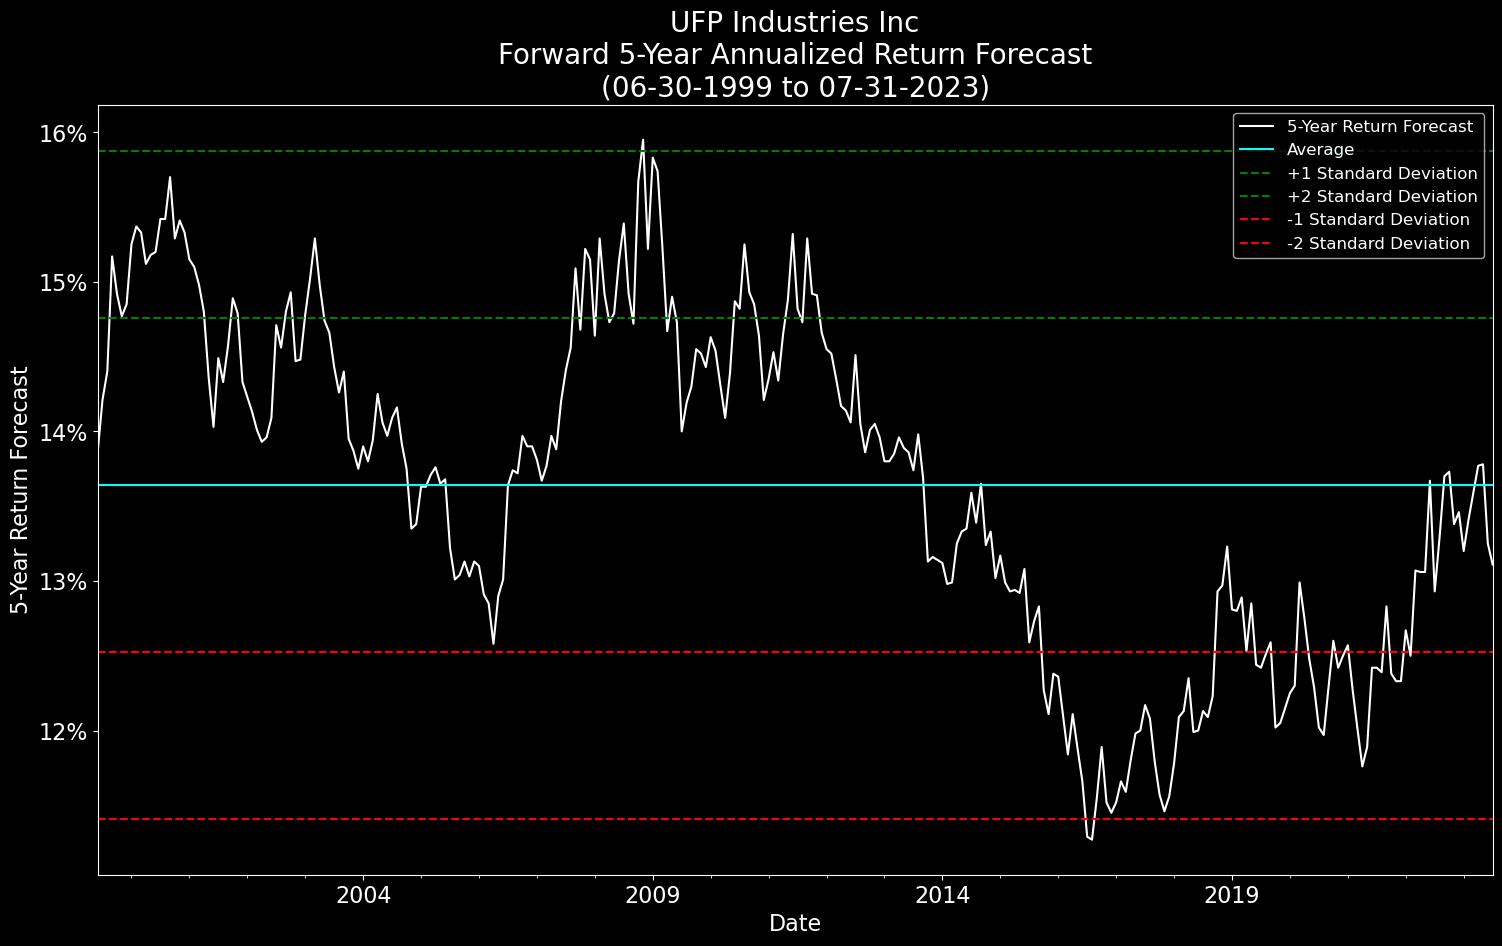 UFP Industries Inc
Forward 5-Year Annualized Return Forecast
(06-30-1999 to 07-31-2023)
5-Year Return Forecast
Average
+1 Standard Deviation
+2 Standard Deviation
-1 Standard Deviation
-2 Standard Deviation
16%
15%
14%
13%
12%
5-Year Return Forecast
2004
2009
2014
2019
Date